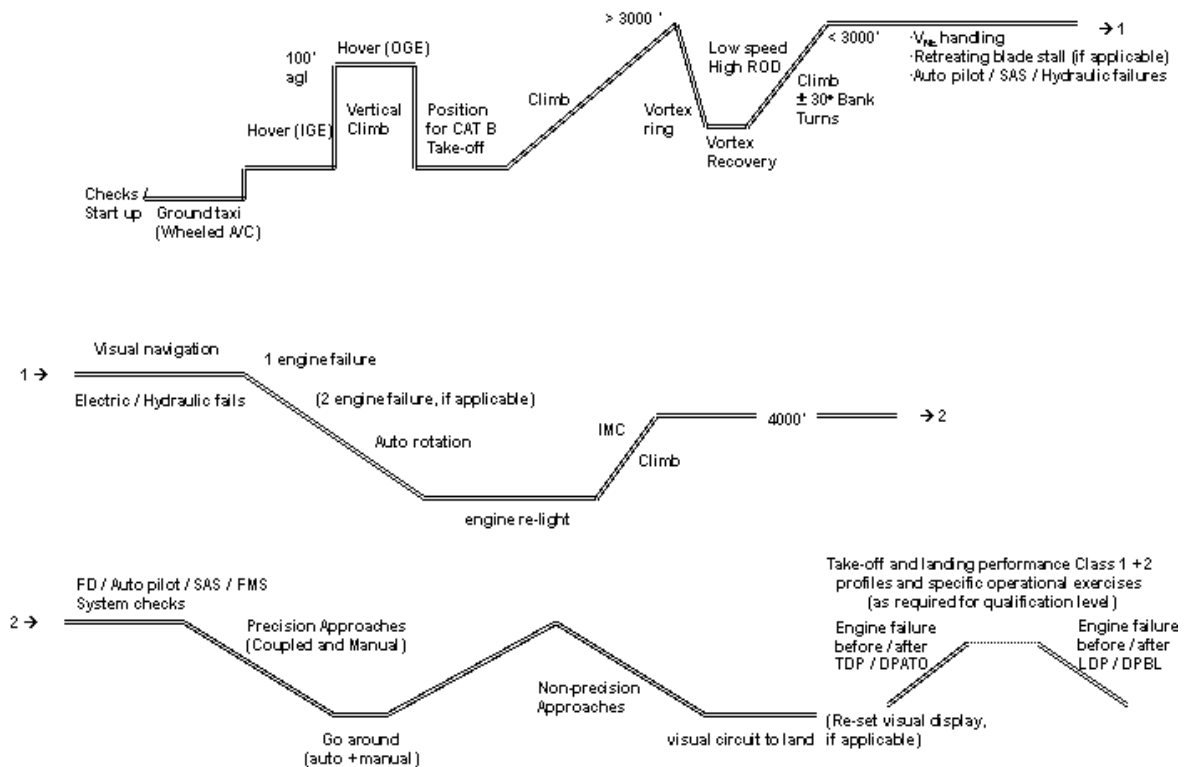 > 3000'
→ 1
Hover (OGE)
100'
agl
Low speed
High ROD
< 3000'
·VNE handling
·Retreating blade stall (if applicable)
·Auto pilot / SAS / Hydraulic failures
Climb
Climb
± 30° Bank
Turns
Hover (IGE)
Vertical
Climb
Position
for CAT B
Take-off
Vortex
ring
Vortex
Recovery
Checks /
Start up
Ground taxi
(Wheeled A/C)
Visual navigation
1 engine failure
1 →
Electric / Hydraulic fails
(2 engine failure, if applicable)
Auto rotation
IMC
Climb
4000'
→ 2
engine re-light
FD / Auto pilot / SAS / FMS
System checks
2 →
Precision Approaches
(Coupled and Manual)
Go around
(auto + manual)
Non-precision
Approaches
visual circuit to land
(Re-set visual display,
if applicable)
Take-off and landing performance Class 1 + 2
profiles and specific operational exercises
(as required for qualification level)
Engine failure
before / after
TDP / DPATO
Engine failure
before / after
LDP / DPBL